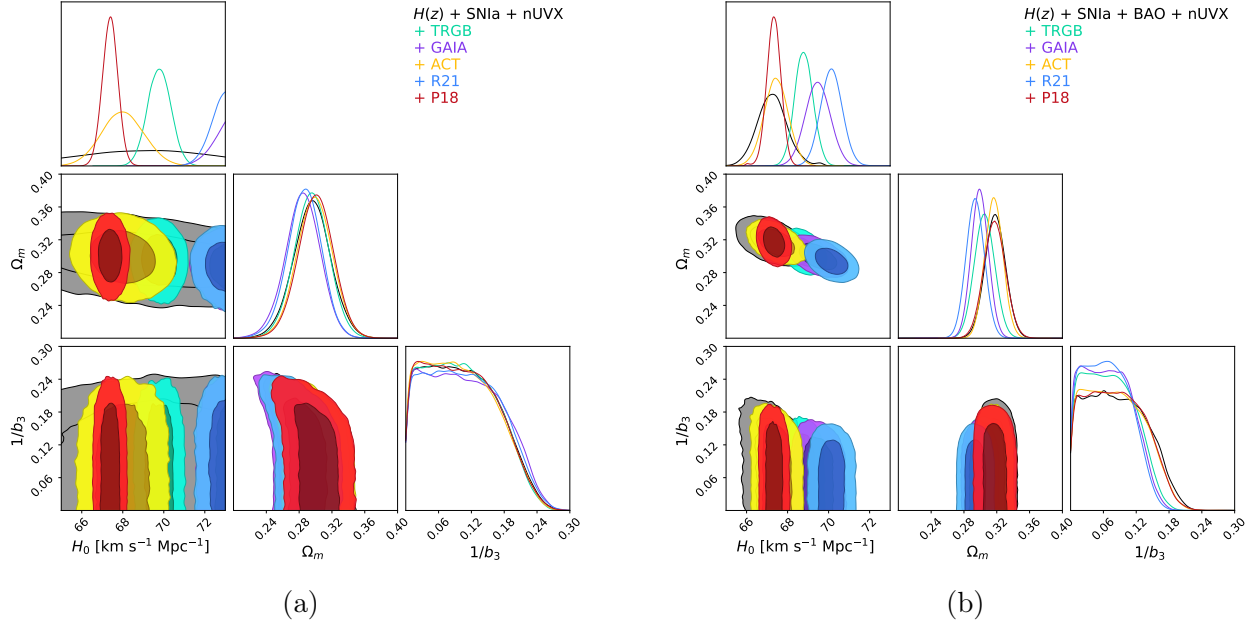 H(z) + SNIa + nUVX
+ TRGB
+ GAIA
+ ACT
+ R21
+ P18
0.40
0.36
0.32
0.28
0.24
Ωm
0.30
0.24
0.18
0.12
0.06
1/b3
66 68 70 72
H0 [km s−1 Mpc−1]
0.24 0.28 0.32 0.36 0.40
Ωm
0.06 0.12 0.18 0.24 0.30
1/b3
(a)
H(z) + SNIa + BAO + nUVX
+ TRGB
+ GAIA
+ ACT
+ R21
+ P18
0.40
0.36
0.32
0.28
0.24
Ωm
0.30
0.24
0.18
0.12
0.06
1/b3
66 68 70 72
H0 [km s−1 Mpc−1]
0.24 0.28 0.32 0.36 0.40
Ωm
0.06 0.12 0.18 0.24 0.30
1/b3
(b)